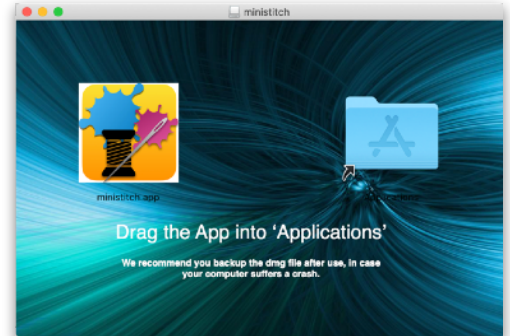 ministitch
ministitch.app
Applications
Drag the App into ‘Applications’
We recommend you backup the dmg file after use, in case
your computer suffers a crash.